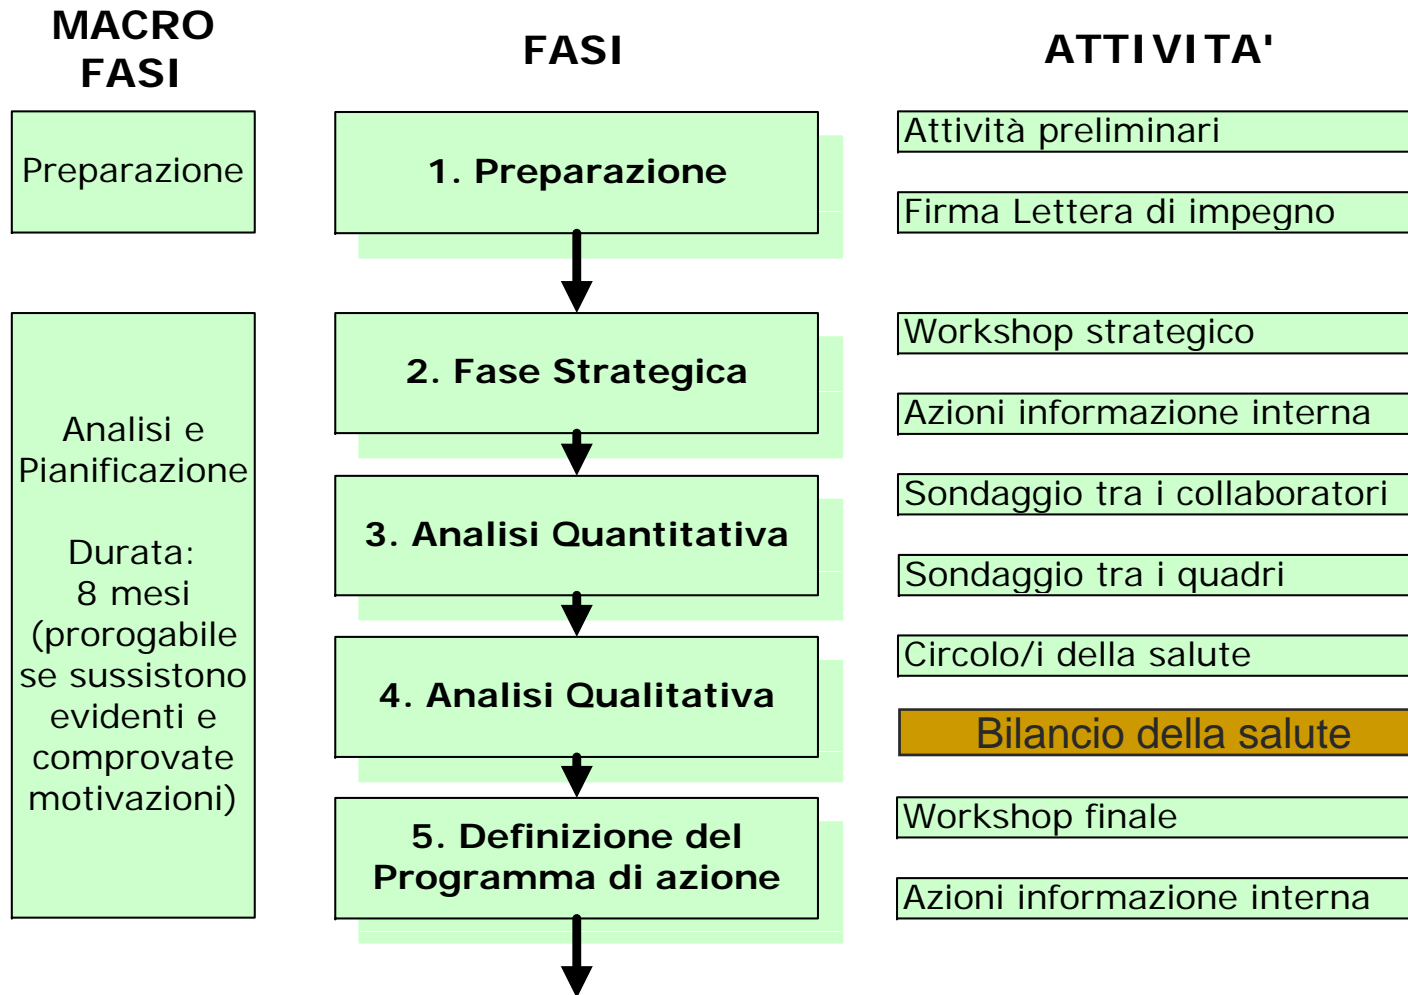 MACRO
FASI
FASI
ATTIVITA'
Preparazione
1. Preparazione
Attività preliminari
Firma Lettera di impegno
Analisi e
Pianificazione
Durata:
8 mesi
(prorogabile
se sussistono
evidenti e
comprovate
motivazioni)
2. Fase Strategica
Workshop strategico
Azioni informazione interna
3. Analisi Quantitativa
Sondaggio tra i collaboratori
Sondaggio tra i quadri
4. Analisi Qualitativa
Circolo/i della salute
Bilancio della salute
5. Definizione del
Programma di azione
Workshop finale
Azioni informazione interna